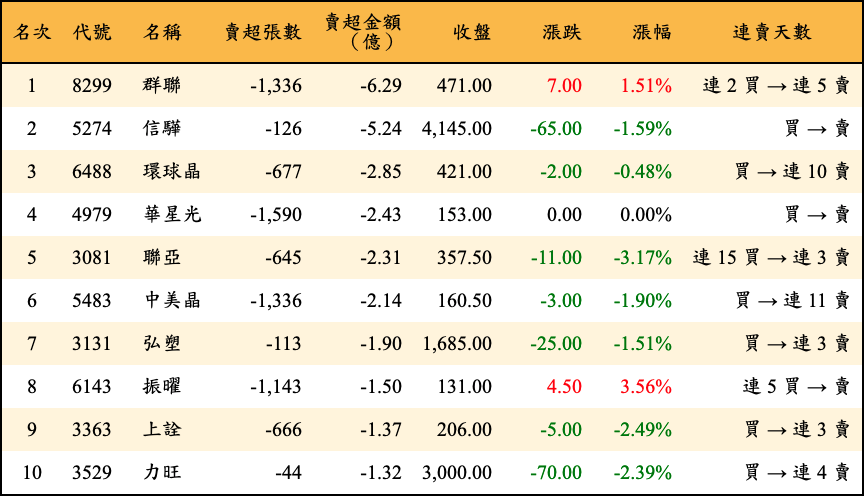 名次 代號 名稱 賣超張數 賣超金額（億） 收盤 漲跌 漲幅 連賣天數
1 8299 群聯 -1,336 -6.29 471.00 7.00 1.51% 連 2 買 → 連 5 賣
2 5274 信驊 -126 -5.24 4,145.00 -65.00 -1.59% 買 → 賣
3 6488 環球晶 -677 -2.85 421.00 -2.00 -0.48% 買 → 連 10 賣
4 4979 華星光 -1,590 -2.43 153.00 0.00 0.00% 買 → 賣
5 3081 聯亞 -645 -2.31 357.50 -11.00 -3.17% 連 15 買 → 連 3 賣
6 5483 中美晶 -1,336 -2.14 160.50 -3.00 -1.90% 買 → 連 11 賣
7 3131 弘塑 -113 -1.90 1,685.00 -25.00 -1.51% 買 → 連 3 賣
8 6143 振曜 -1,143 -1.50 131.00 4.50 3.56% 連 5 買 → 賣
9 3363 上詮 -666 -1.37 206.00 -5.00 -2.49% 買 → 連 3 賣
10 3529 力旺 -44 -1.32 3,000.00 -70.00 -2.39% 買 → 連 4 賣